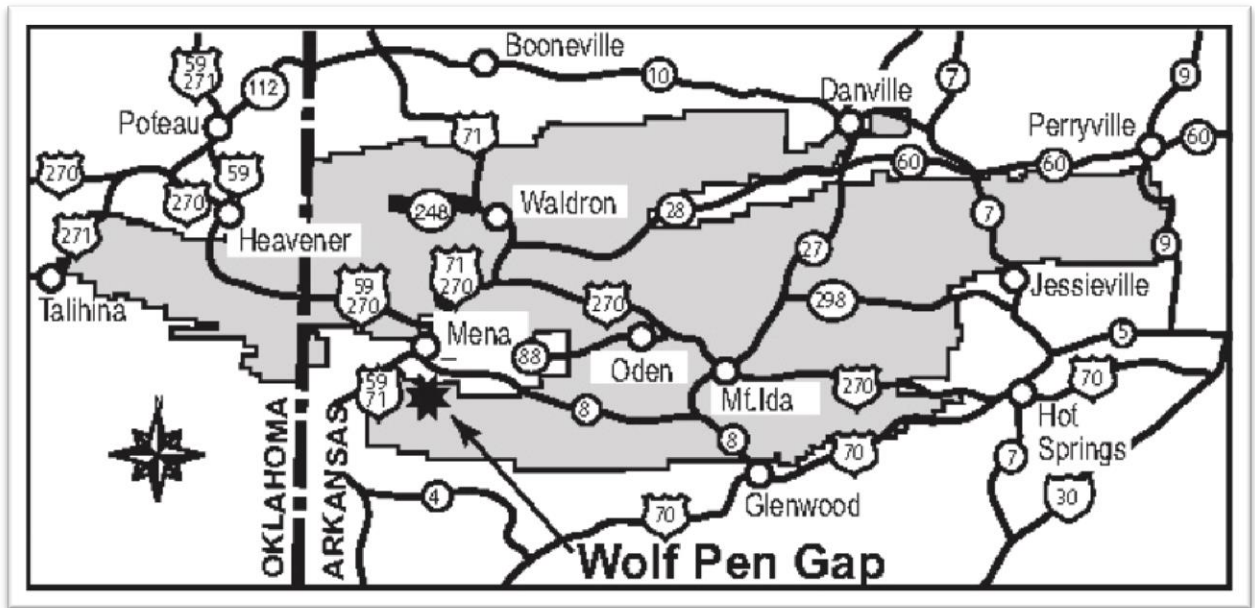 Booneville
59
271
112
10
7
9
Danville
Poteau
71
Perryville
60
270
59
60
60
270
248
Waldron
28
7
271
Heavener
27
9
71
270
59
270
270
298
Jessieville
Talihina
Mena
88
Oden
5
59
71
8
Mt.Ida
270
70
Hot
Springs
N
8
70
7
OKLAHOMA
ARKANSAS
4
70
Glenwood
30
Wolf Pen Gap